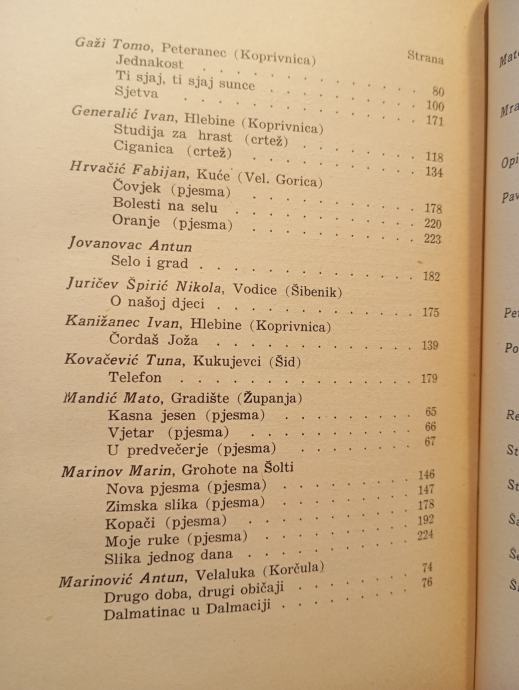 Gaži Tomo, Peteranec (Koprivnica) Strana
Jednakost . . . . . . . . . . 80
Ti sjaj, ti sjaj sunce . . . . . . . 100
Sjetva . . . . . . . . . . . 171
Generalić Ivan, Hlebine (Koprivnica)
Studija za hrast (crtež) . . . . . . 118
Ciganica (crtež) . . . . . . . . 134
Hrvačić Fabijan, Kuće (Vel. Gorica)
Čovjek (pjesma) . . . . . . . . 178
Bolesti na selu . . . . . . . . . 220
Oranje (pjesma) . . . . . . . . 223
Jovanovac Antun
Selo i grad . . . . . . . . . . 182
Juričev Špirić Nikola, Vodice (Šibenik)
O našoj djeci . . . . . . . . . 175
Kanižanec Ivan, Hlebine (Koprivnica)
Čordaš Joža . . . . . . . . . . 139
Kovačević Tuna, Kukujevci (Šid)
Telefon . . . . . . . . . . . 179
Mandić Mato, Gradište (Županja)
Kasna jesen (pjesma) . . . . . . . 65
Vjetar (pjesma) . . . . . . . . 66
U predvečerje (pjesma) . . . . . . 67
Marinov Marin, Grohote na Šolti
Nova pjesma (pjesma) . . . . . . . 146
Zimska slika (pjesma) . . . . . . . 147
Kopači (pjesma) . . . . . . . . 178
Moje ruke (pjesma) . . . . . . . 192
Slika jednog dana . . . . . . . . 224
Marinović Antun, Velaluka (Korčula)
Drugo doba, drugi običaji . . . . . . 74
Dalmatinac u Dalmaciji . . . . . . 76